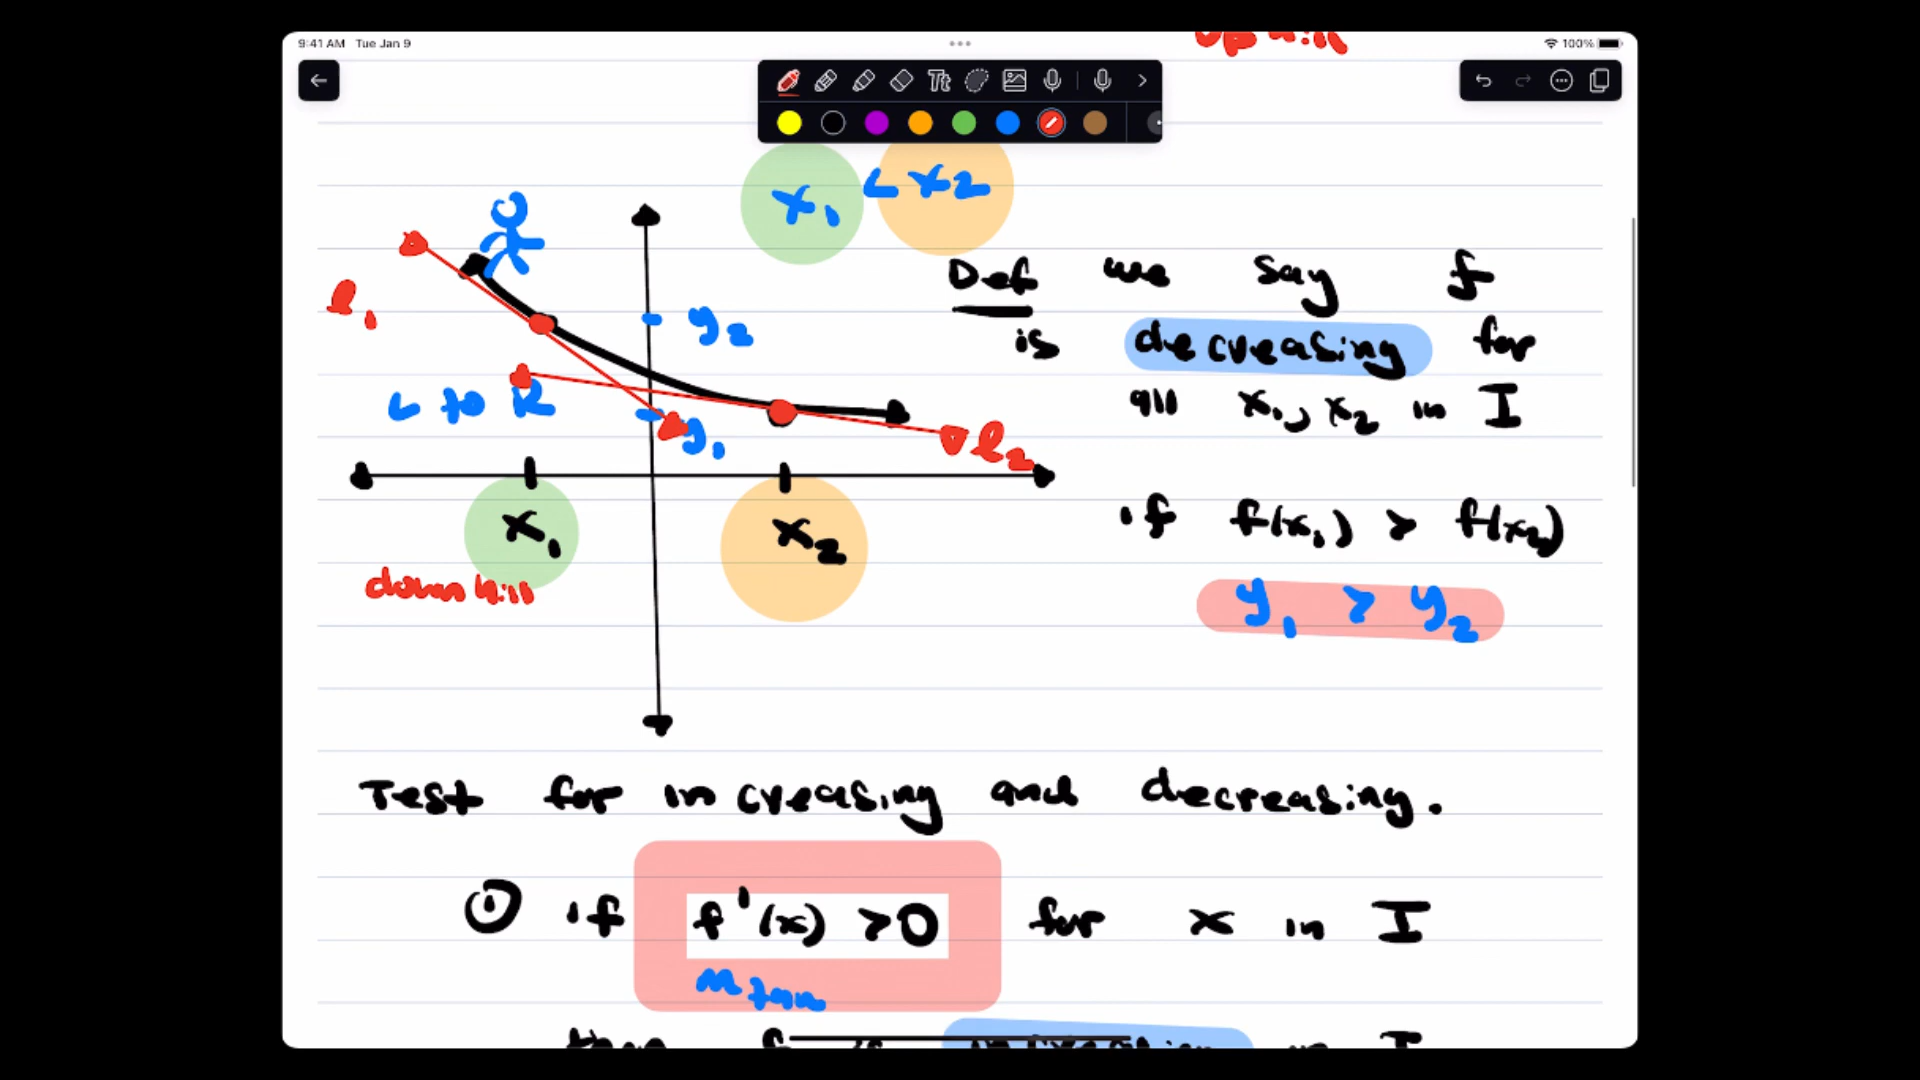 9:41 AM Tue Jan 9
100%
Tt
x₁ < x₂
l₁
y₂
L to R
y₁
l₂
x₁
x₂
down hill
Def we say f
is decreasing for
all x₁, x₂ in I
if f(x₁) > f(x₂)
y₁ > y₂
Test for increasing and decreasing.
① if f'(x) >0 for x in I
m tan